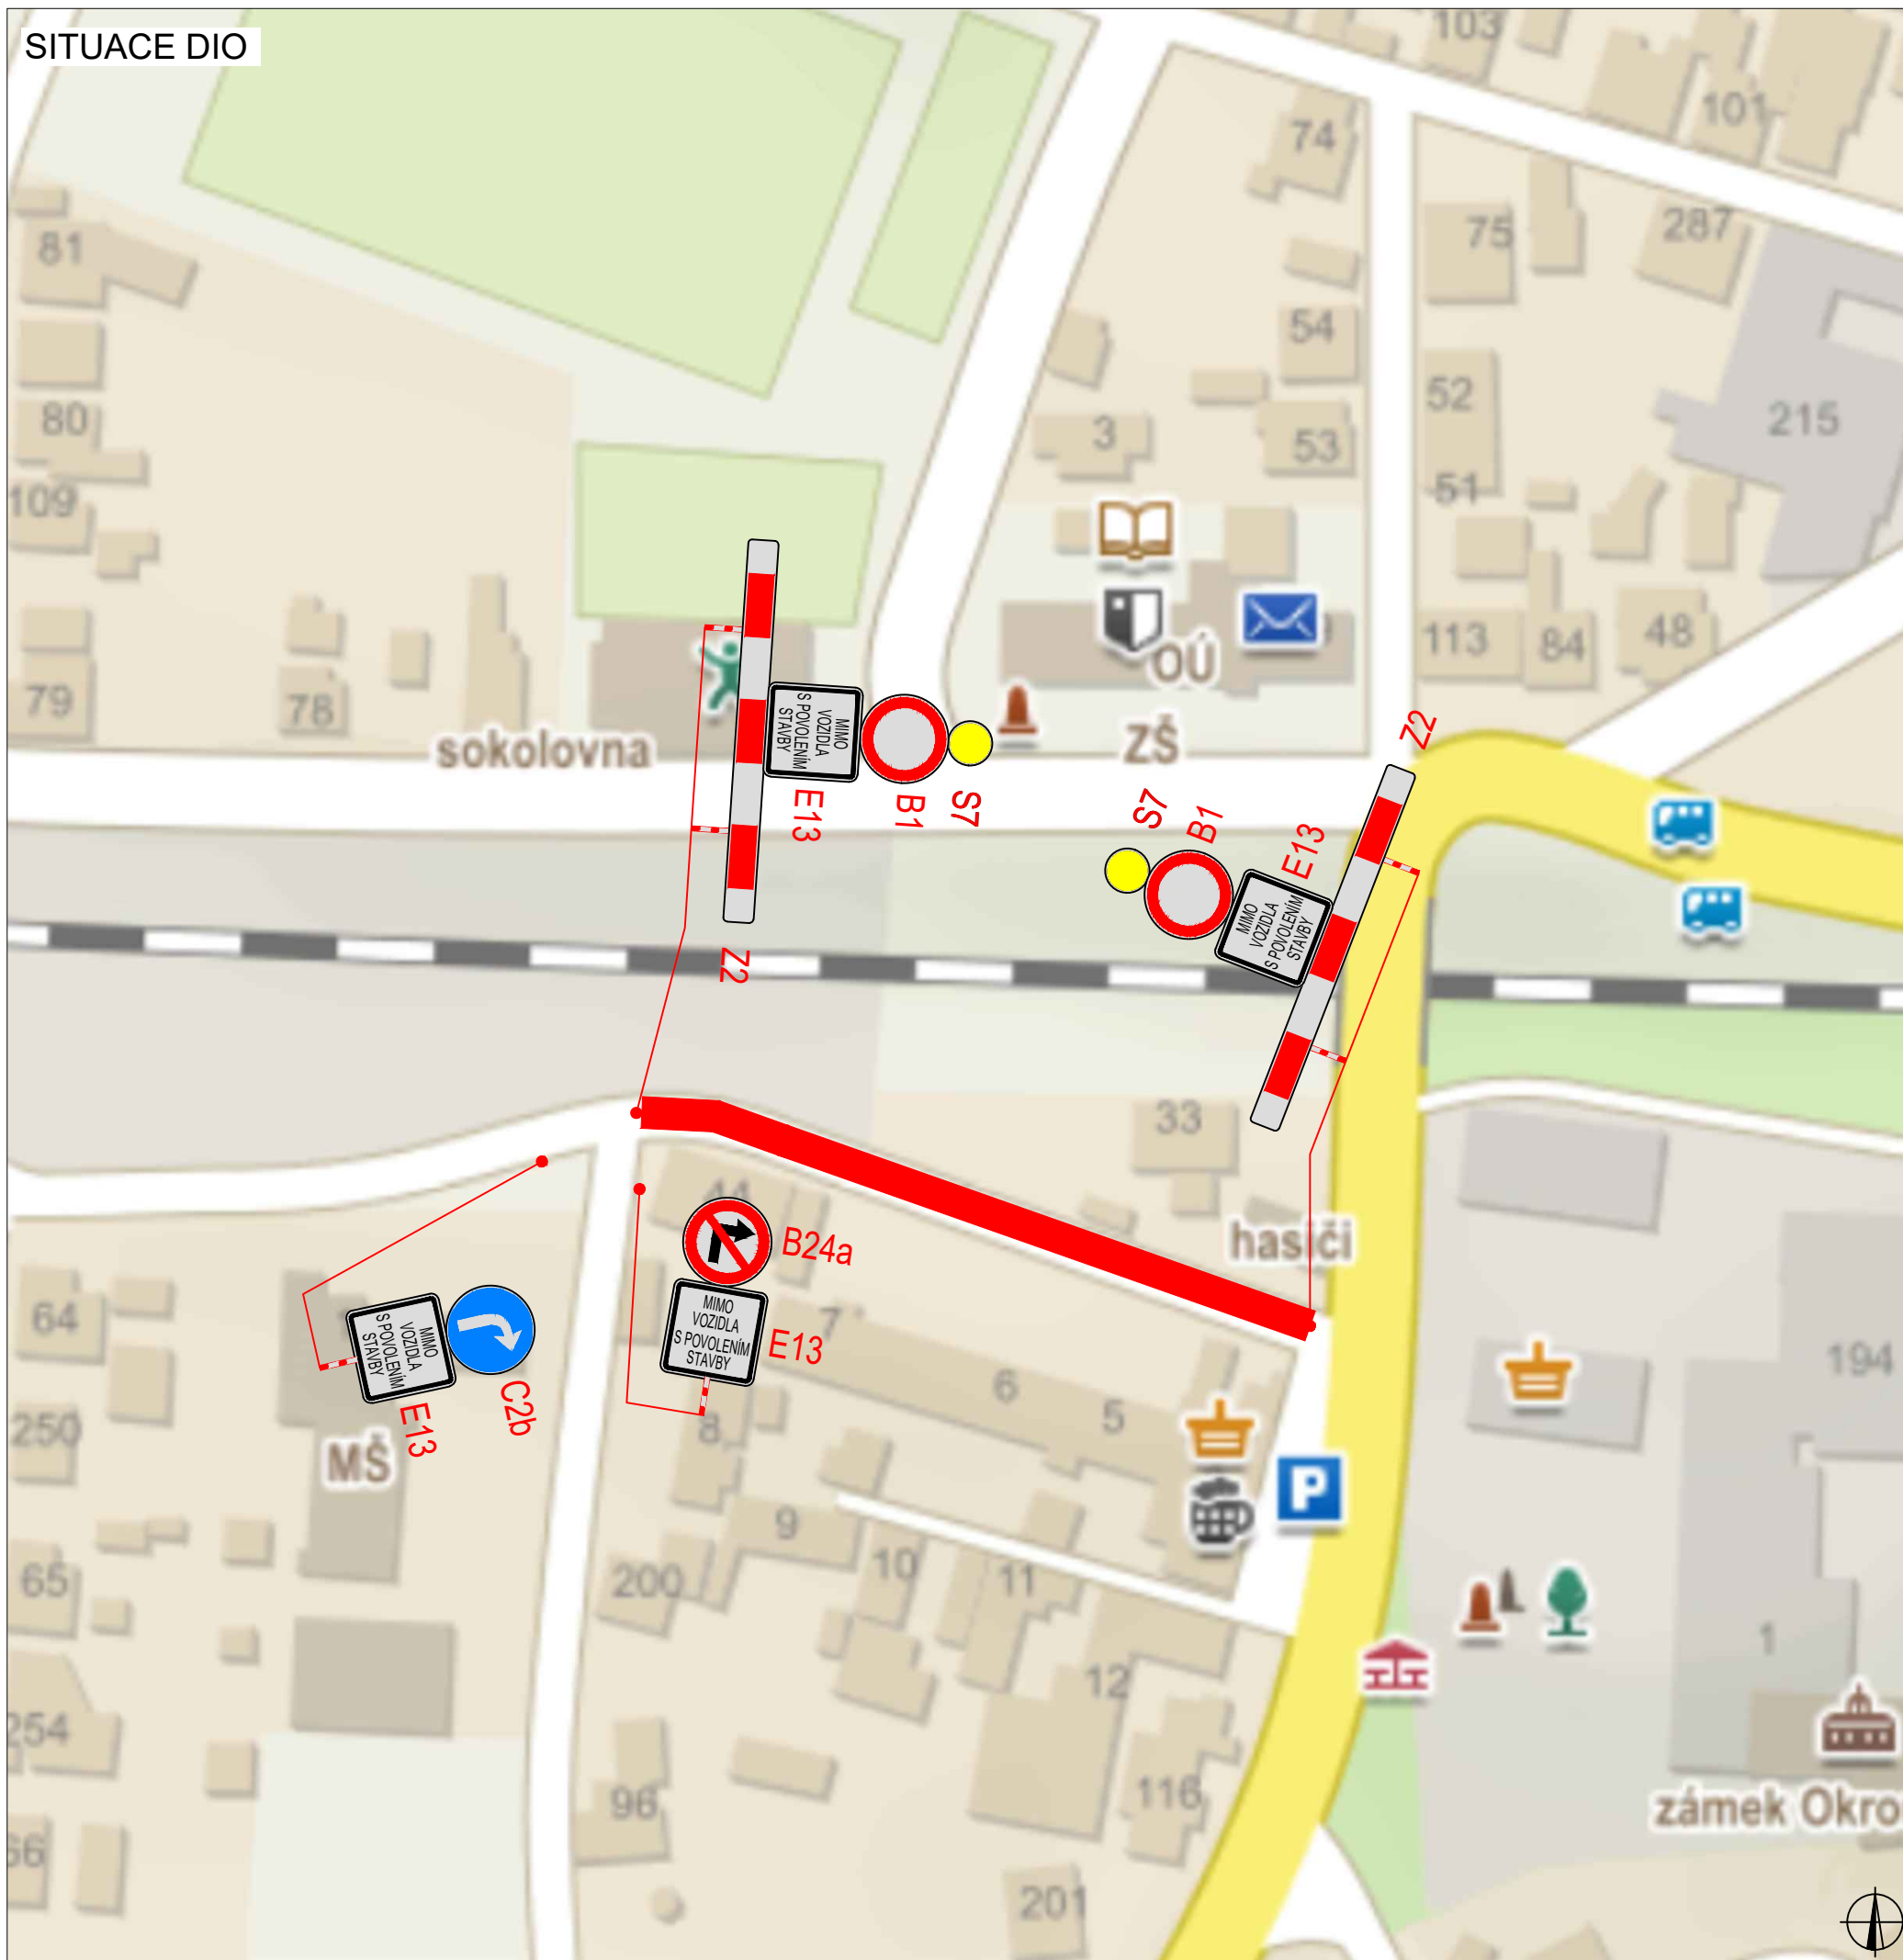 SITUACE DIO
103
101
74
75
287
81
54
52
215
80
3
53
51
109
OÚ
113
84
48
79
78
ZŠ
sokolovna
Z2
MIMO
VOZIDLA
S POVOLENÍM
STAVBY
E13
B1
S7
S7
B1
E13
MIMO
VOZIDLA
S POVOLENÍM
STAVBY
Z2
33
44
hasiči
B24a
MIMO
VOZIDLA
S POVOLENÍM
STAVBY
E13
MIMO
VOZIDLA
S POVOLENÍM
STAVBY
E13
C2b
64
7
6
5
194
250
8
MŠ
P
9
10
11
65
200
1
12
254
96
116
zámek Okro
66
201